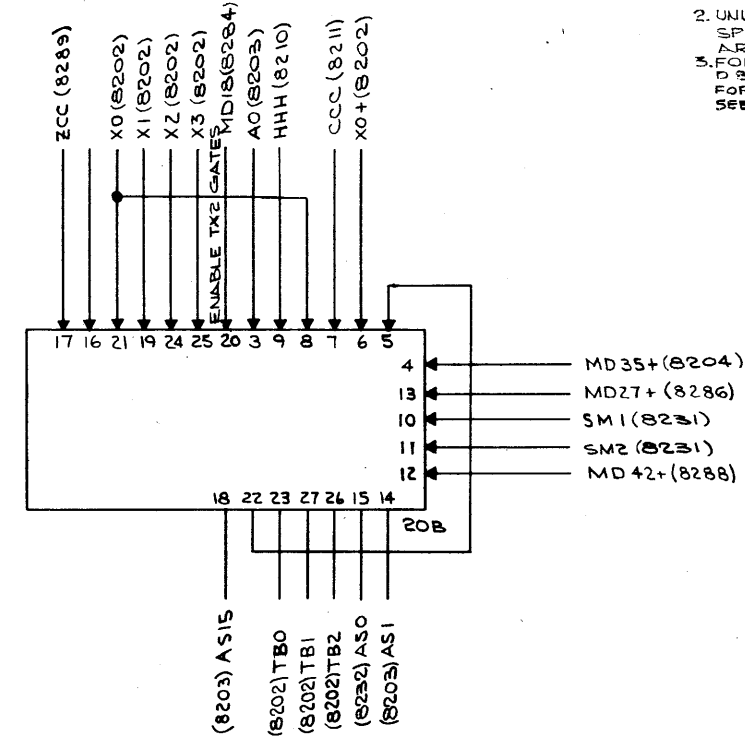 2. UNL
SP
AR
3. FO
D 9
FOR
SEE
ZCC (8289)
X0 (8202)
X1 (8202)
X2 (8202)
X3 (8202)
ENABLE TX2 GATES
MD18 (8284)
A0 (8203)
HHH (8210)
CCC (8211)
X0+ (8202)
17 16 21 19 24 25 20 3 9 8 7 6 5
4 MD35+ (8204)
13 MD27+ (8286)
10 SM1 (8231)
11 SM2 (8231)
12 MD42+ (8288)
18 22 23 27 26 15 14
20B
(8203) AS15
(8202) TB0
(8202) TB1
(8202) TB2
(8232) AS0
(8203) AS1